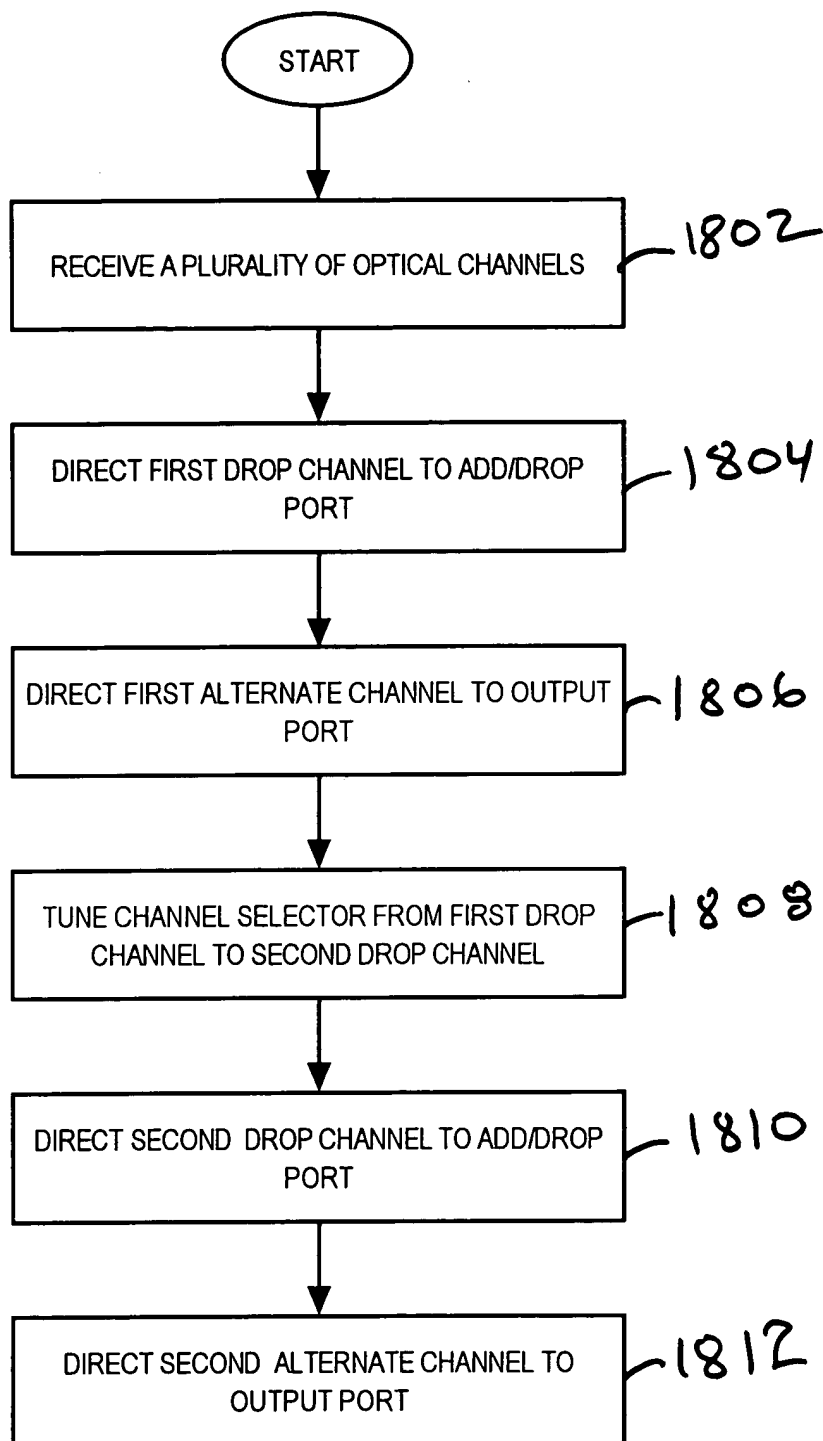 START
RECEIVE A PLURALITY OF OPTICAL CHANNELS
1802
DIRECT FIRST DROP CHANNEL TO ADD/DROP
PORT
1804
DIRECT FIRST ALTERNATE CHANNEL TO OUTPUT
PORT
1806
TUNE CHANNEL SELECTOR FROM FIRST DROP
CHANNEL TO SECOND DROP CHANNEL
1808
DIRECT SECOND DROP CHANNEL TO ADD/DROP
PORT
1810
DIRECT SECOND ALTERNATE CHANNEL TO
OUTPUT PORT
1812